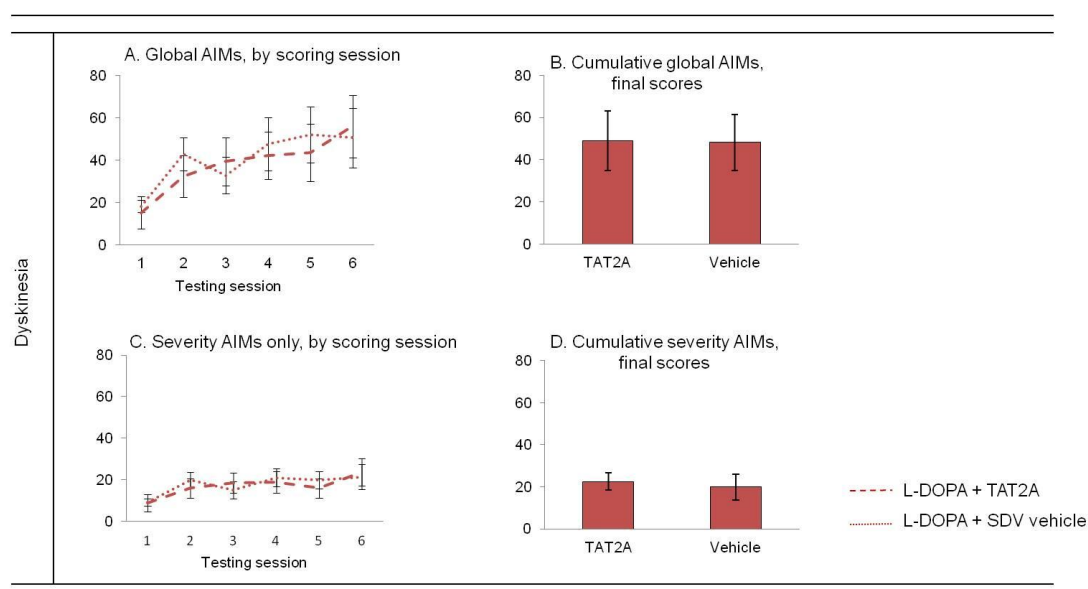 Dyskinesia
A. Global AIMs, by scoring session
80
60
40
20
0
1 2 3 4 5 6
Testing session
B. Cumulative global AIMs,
final scores
80
60
40
20
0
TAT2A Vehicle
C. Severity AIMs only, by scoring session
80
60
40
20
0
1 2 3 4 5 6
Testing session
D. Cumulative severity AIMs,
final scores
80
60
40
20
0
TAT2A Vehicle
L-DOPA + TAT2A
L-DOPA + SDV vehicle